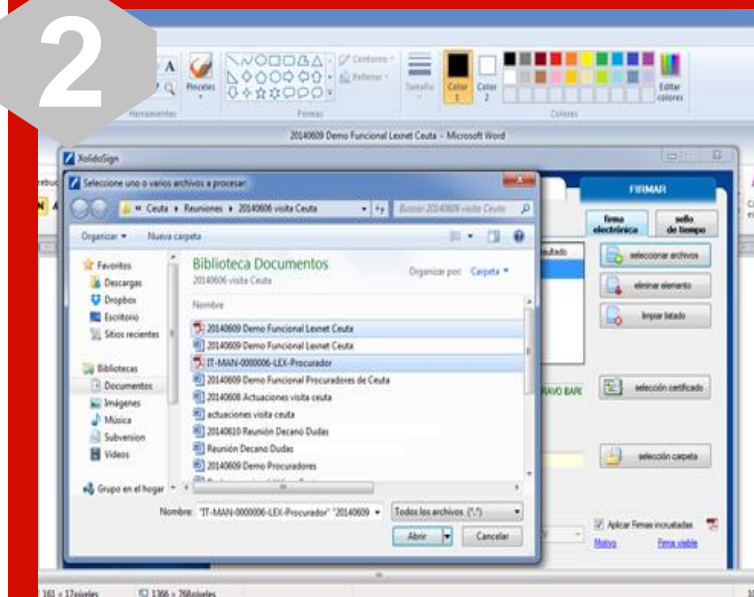 2
A
Pinceles
Contorno
Rellenar
Tamaño
Color
1
Color
2
Editar
colores
Herramientas
Formas
Colores
20140609 Demo Funcional Lexnet Ceuta - Microsoft Word
XolidoSign
Seleccione uno o varios archivos a procesar:
« Ceuta ▸ Reuniones ▸ 20140606 visita Ceuta
Buscar 20140606 visita Ceuta
Organizar
Nueva carpeta
Favoritos
Descargas
Dropbox
Escritorio
Sitios recientes
Bibliotecas
Documentos
Imágenes
Música
Subversion
Vídeos
Grupo en el hogar
Biblioteca Documentos
20140606 visita Ceuta
Organizar por: Carpeta
Nombre
20140609 Demo Funcional Lexnet Ceuta
20140609 Demo Funcional Lexnet Ceuta
IT-MAN-0000006-LEX-Procurador
20140609 Demo Funcional Procuradores de Ceuta
20140608 Actuaciones visita ceuta
actuaciones visita ceuta
20140610 Reunión Decano Dudas
Reunión Decano Dudas
20140609 Demo Procuradores
Nombre: "IT-MAN-0000006-LEX-Procurador" "20140609
Todos los archivos (*.*)
Abrir
Cancelar
FIRMAR
firma
electrónica
sello
de tiempo
seleccionar archivos
eliminar elemento
limpiar listado
selección certificado
selección carpeta
Aplicar Firmas incrustadas
Motivo
Firma visible
161 × 17píxeles
1366 × 768píxeles